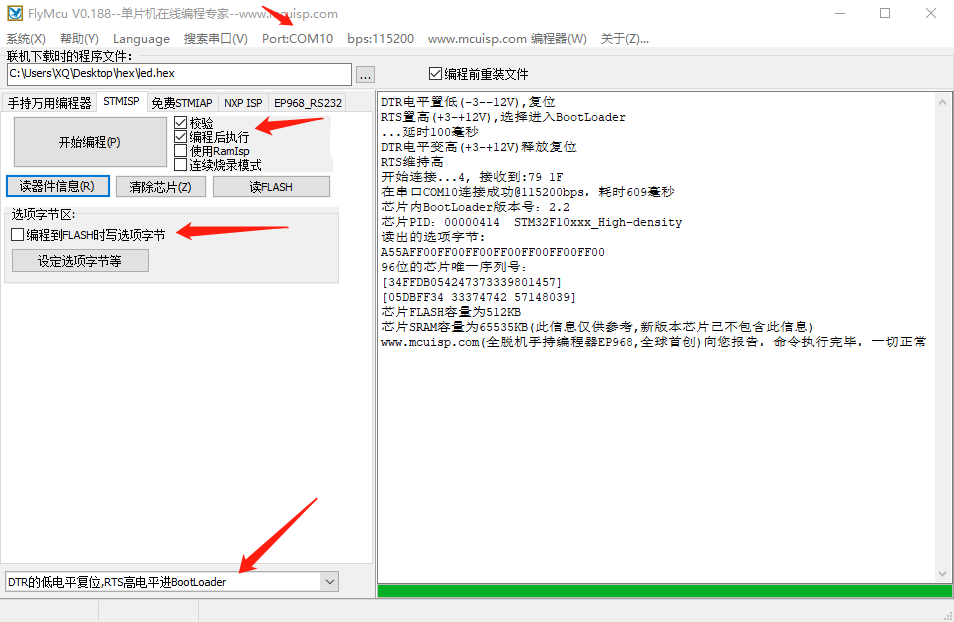 FlyMcu V0.188--单片机在线编程专家--www.mcuisp.com
系统(X) 帮助(Y) Language 搜索串口(V) Port:COM10 bps:115200 www.mcuisp.com 编程器(W) 关于(Z)...
联机下载时的程序文件:
C:\Users\XQ\Desktop\hex\led.hex ... 编程前重装文件
手持万用编程器 STMISP 免费STMIAP NXP ISP EP968_RS232
开始编程(P)
校验
编程后执行
使用RamIsp
连续烧录模式
读器件信息(R) 清除芯片(Z) 读FLASH
选项字节区:
编程到FLASH时写选项字节
设定选项字节等
DTR的低电平复位,RTS高电平进BootLoader
DTR电平置低(-3--12V),复位
RTS置高(+3-+12V),选择进入BootLoader
...延时100毫秒
DTR电平变高(+3-+12V)释放复位
RTS维持高
开始连接...4, 接收到:79 1F
在串口COM10连接成功@115200bps, 耗时609毫秒
芯片内BootLoader版本号: 2.2
芯片PID: 00000414 STM32F10xxx_High-density
读出的选项字节:
A55AFF00FF00FF00FF00FF00FF00FF00
96位的芯片唯一序列号:
[34FFDB054247373339801457]
[05DBFF34 33374742 57148039]
芯片FLASH容量为512KB
芯片SRAM容量为65535KB(此信息仅供参考,新版本芯片已不包含此信息)
www.mcuisp.com(全脱机手持编程器EP968,全球首创)向您报告, 命令执行完毕, 一切正常